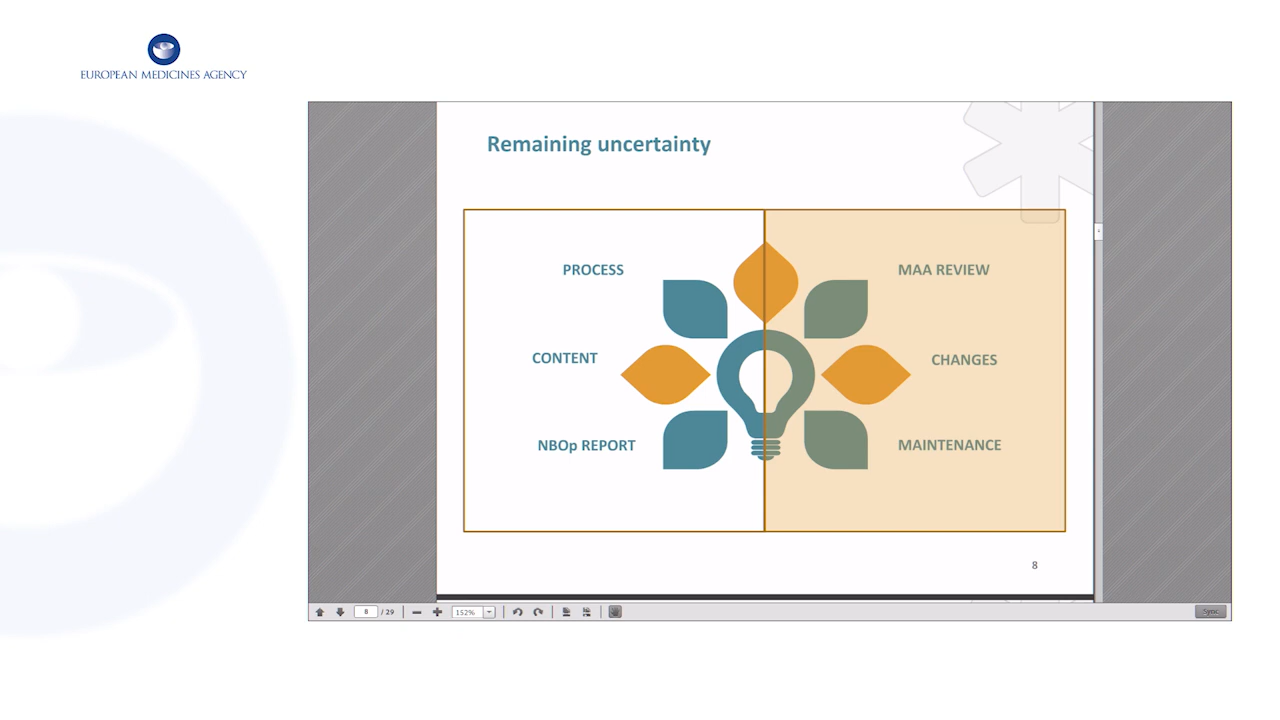 EUROPEAN MEDICINES AGENCY
Remaining uncertainty
PROCESS
MAA REVIEW
CONTENT
CHANGES
NBOp REPORT
MAINTENANCE
8
8 / 29
152%
Sync